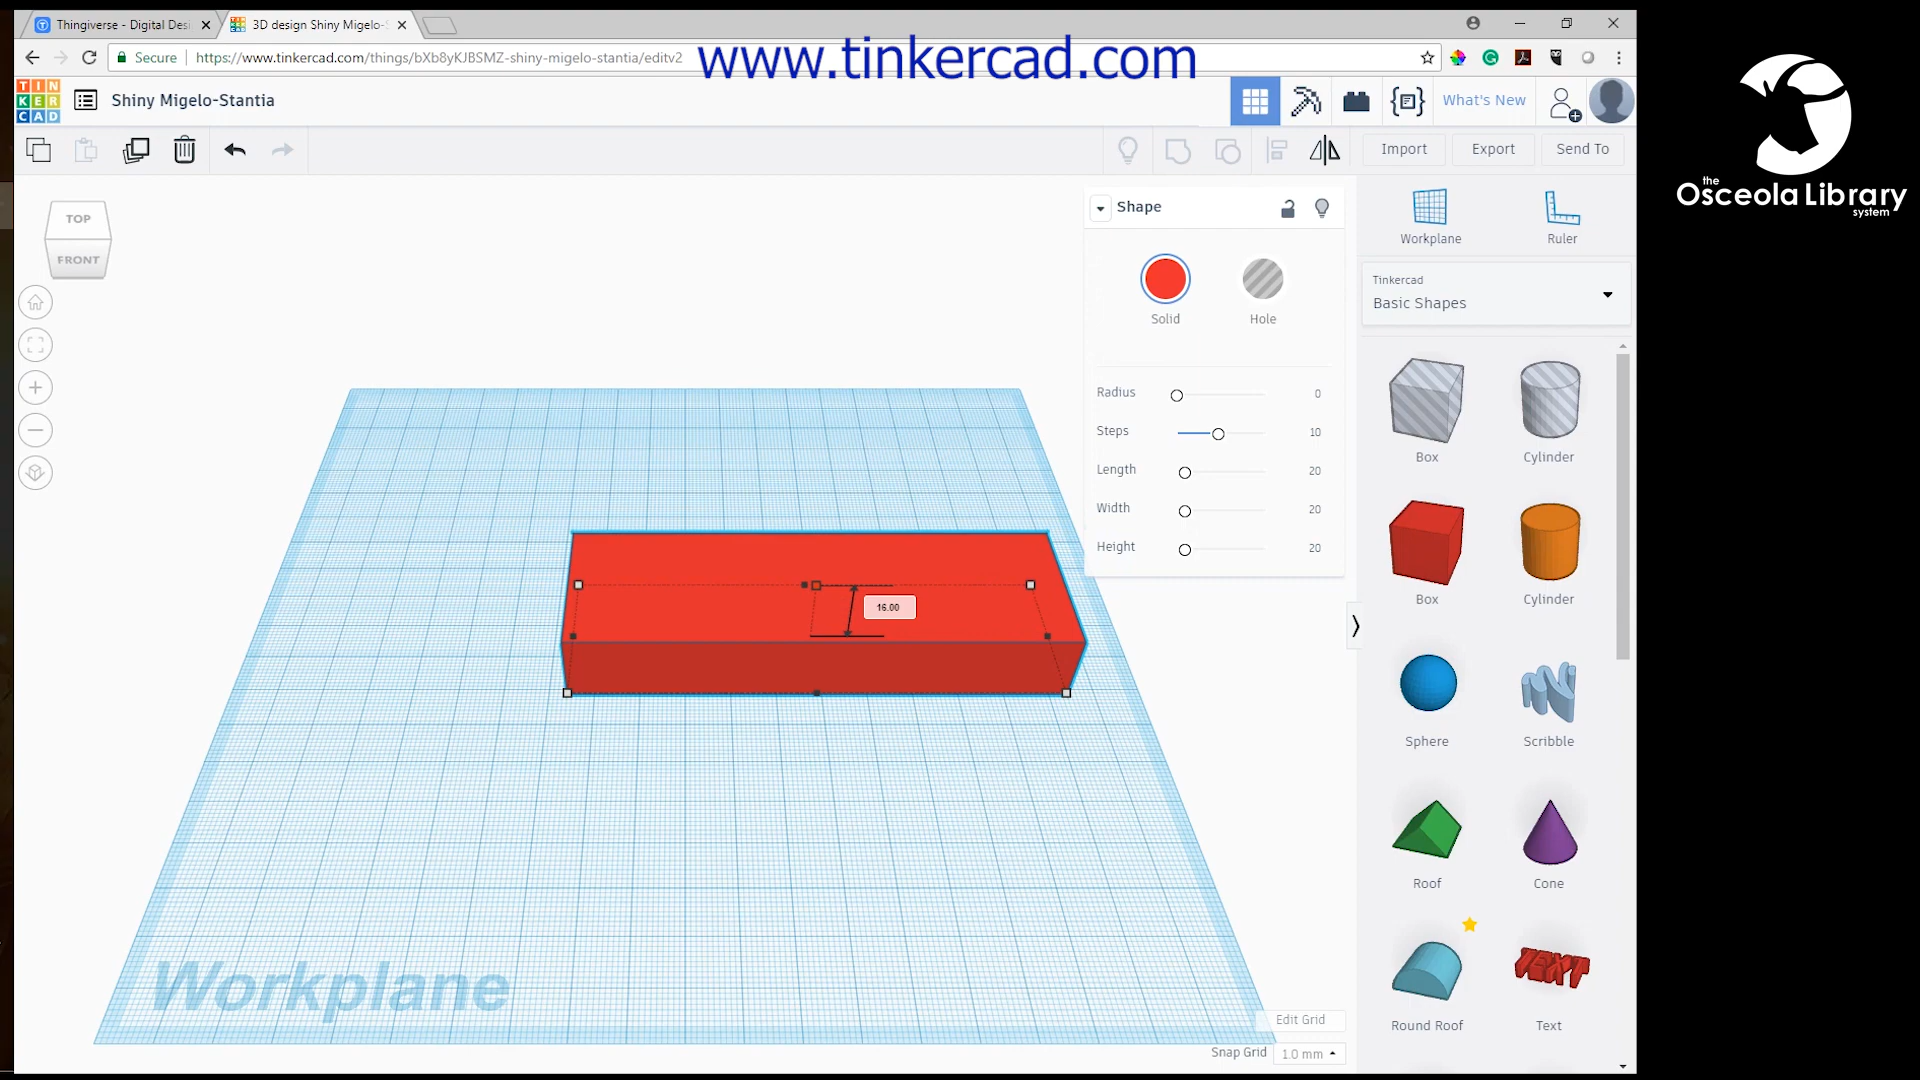 Thingiverse - Digital Desi
3D design Shiny Migelo-S
Secure
https://www.tinkercad.com/things/bXb8yKJBSMZ-shiny-migelo-stantia/editv2
www.tinkercad.com
TIN
KER
CAD
Shiny Migelo-Stantia
What's New
Import
Export
Send To
the
Osceola Library
system
TOP
FRONT
Shape
Solid
Hole
Radius 0
Steps 10
Length 20
Width 20
Height 20
16.00
Workplane
Ruler
Tinkercad
Basic Shapes
Box
Cylinder
Box
Cylinder
Sphere
Scribble
Roof
Cone
TEXT
Round Roof
Text
Workplane
Edit Grid
Snap Grid 1.0 mm